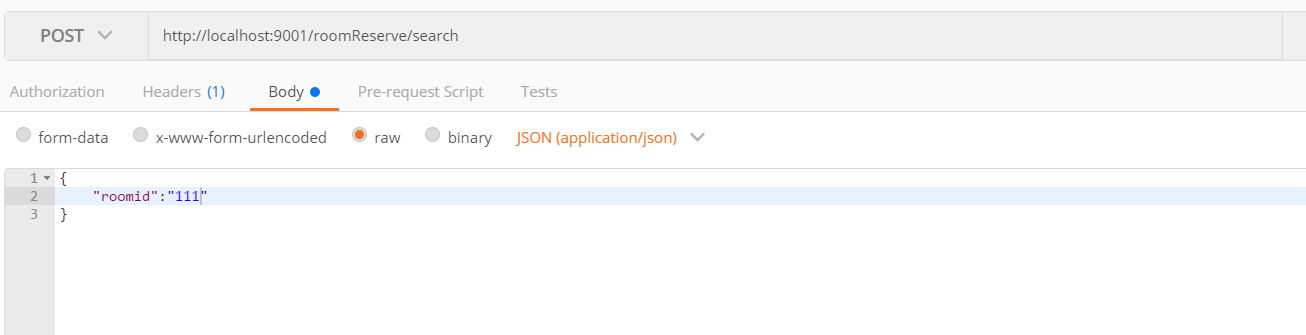 POST http://localhost:9001/roomReserve/search
Authorization Headers (1) Body Pre-request Script Tests
form-data x-www-form-urlencoded raw binary JSON (application/json)
1 {
2 "roomid":"111"
3 }